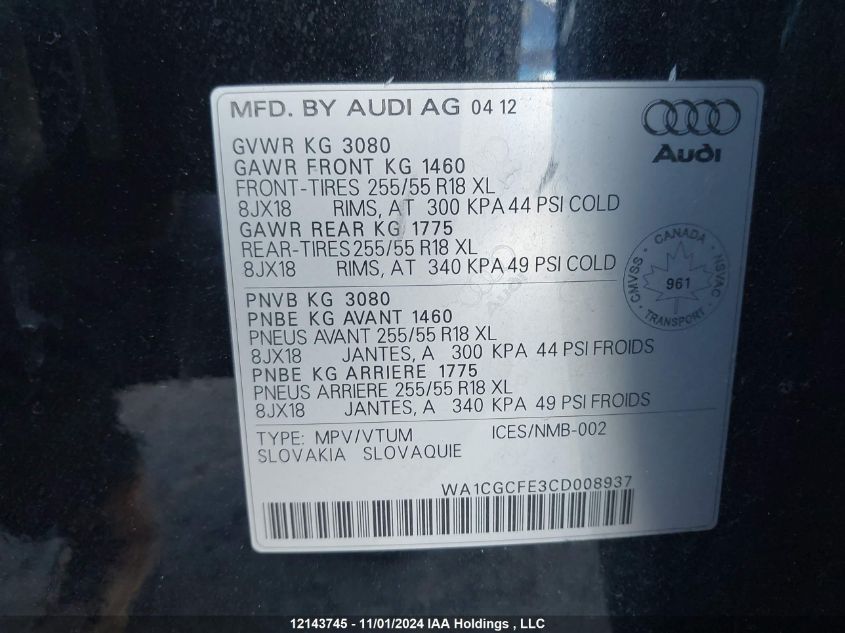 MFD. BY AUDI AG 04 12
Audi
GVWR KG 3080
GAWR FRONT KG 1460
FRONT-TIRES 255/55 R18 XL
8JX18 RIMS, AT 300 KPA 44 PSI COLD
GAWR REAR KG 1775
REAR-TIRES 255/55 R18 XL
8JX18 RIMS, AT 340 KPA 49 PSI COLD
CANADA
CMVSS · NSVAC
961
TRANSPORT
PNVB KG 3080
PNBE KG AVANT 1460
PNEUS AVANT 255/55 R18 XL
8JX18 JANTES, A 300 KPA 44 PSI FROIDS
PNBE KG ARRIERE 1775
PNEUS ARRIERE 255/55 R18 XL
8JX18 JANTES, A 340 KPA 49 PSI FROIDS
TYPE: MPV/VTUM ICES/NMB-002
SLOVAKIA SLOVAQUIE
WA1CGCFE3CD008937
12143745 - 11/01/2024 IAA Holdings , LLC